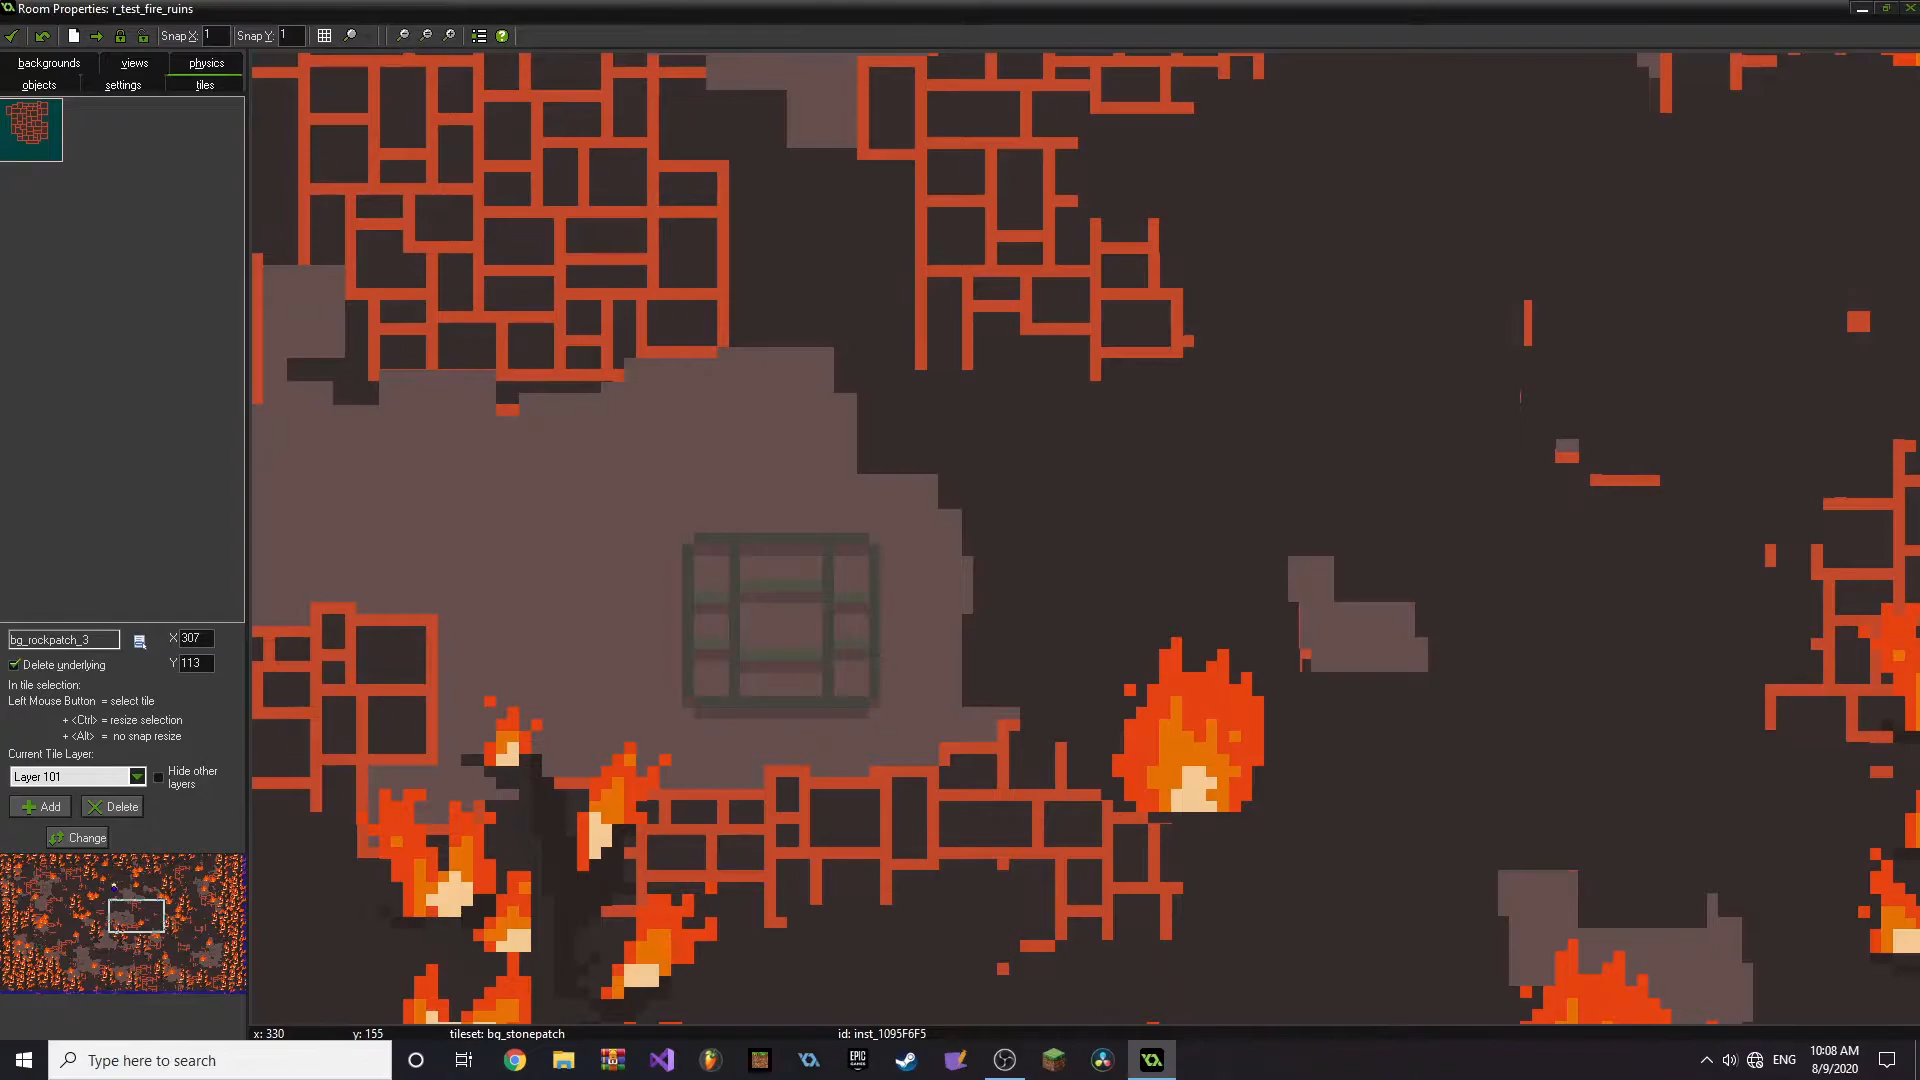 Room Properties: r_test_fire_ruins
Snap X: 1 Snap Y: 1
backgrounds views physics
objects settings tiles
bg_rockpatch_3 X 307
Delete underlying Y 113
In tile selection:
Left Mouse Button = select tile
+ <Ctrl> = resize selection
+ <Alt> = no snap resize
Current Tile Layer:
Layer 101 Hide other layers
Add Delete
Change
x: 330 y: 155 tileset: bg_stonepatch id: inst_1095F6F5
Type here to search
EPIC GAMES
ENG
10:08 AM
8/9/2020